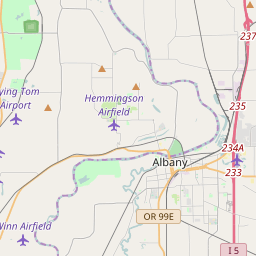 237
ying Tom
Airport
Hemmingson
Airfield
235
234A
Albany
233
OR 99E
Winn Airfield
I 5